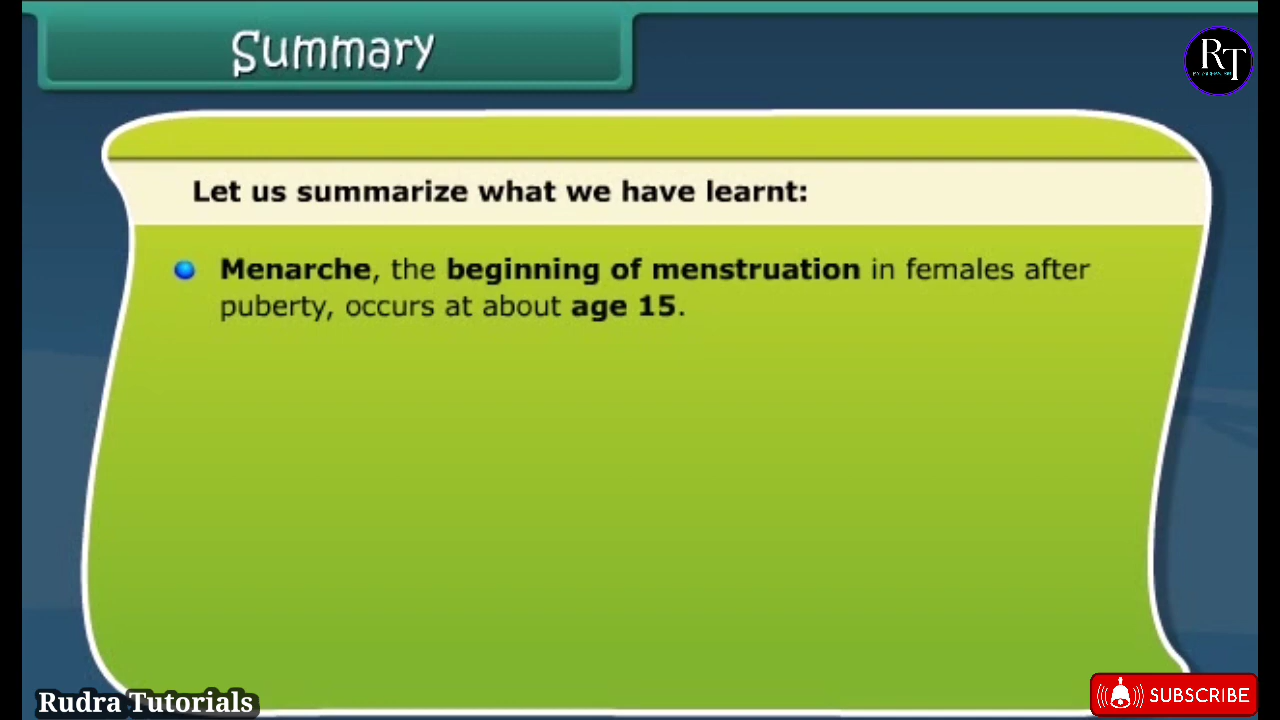 Summary
RT
Let us summarize what we have learnt:
Menarche, the beginning of menstruation in females after
puberty, occurs at about age 15.
Rudra Tutorials
SUBSCRIBE